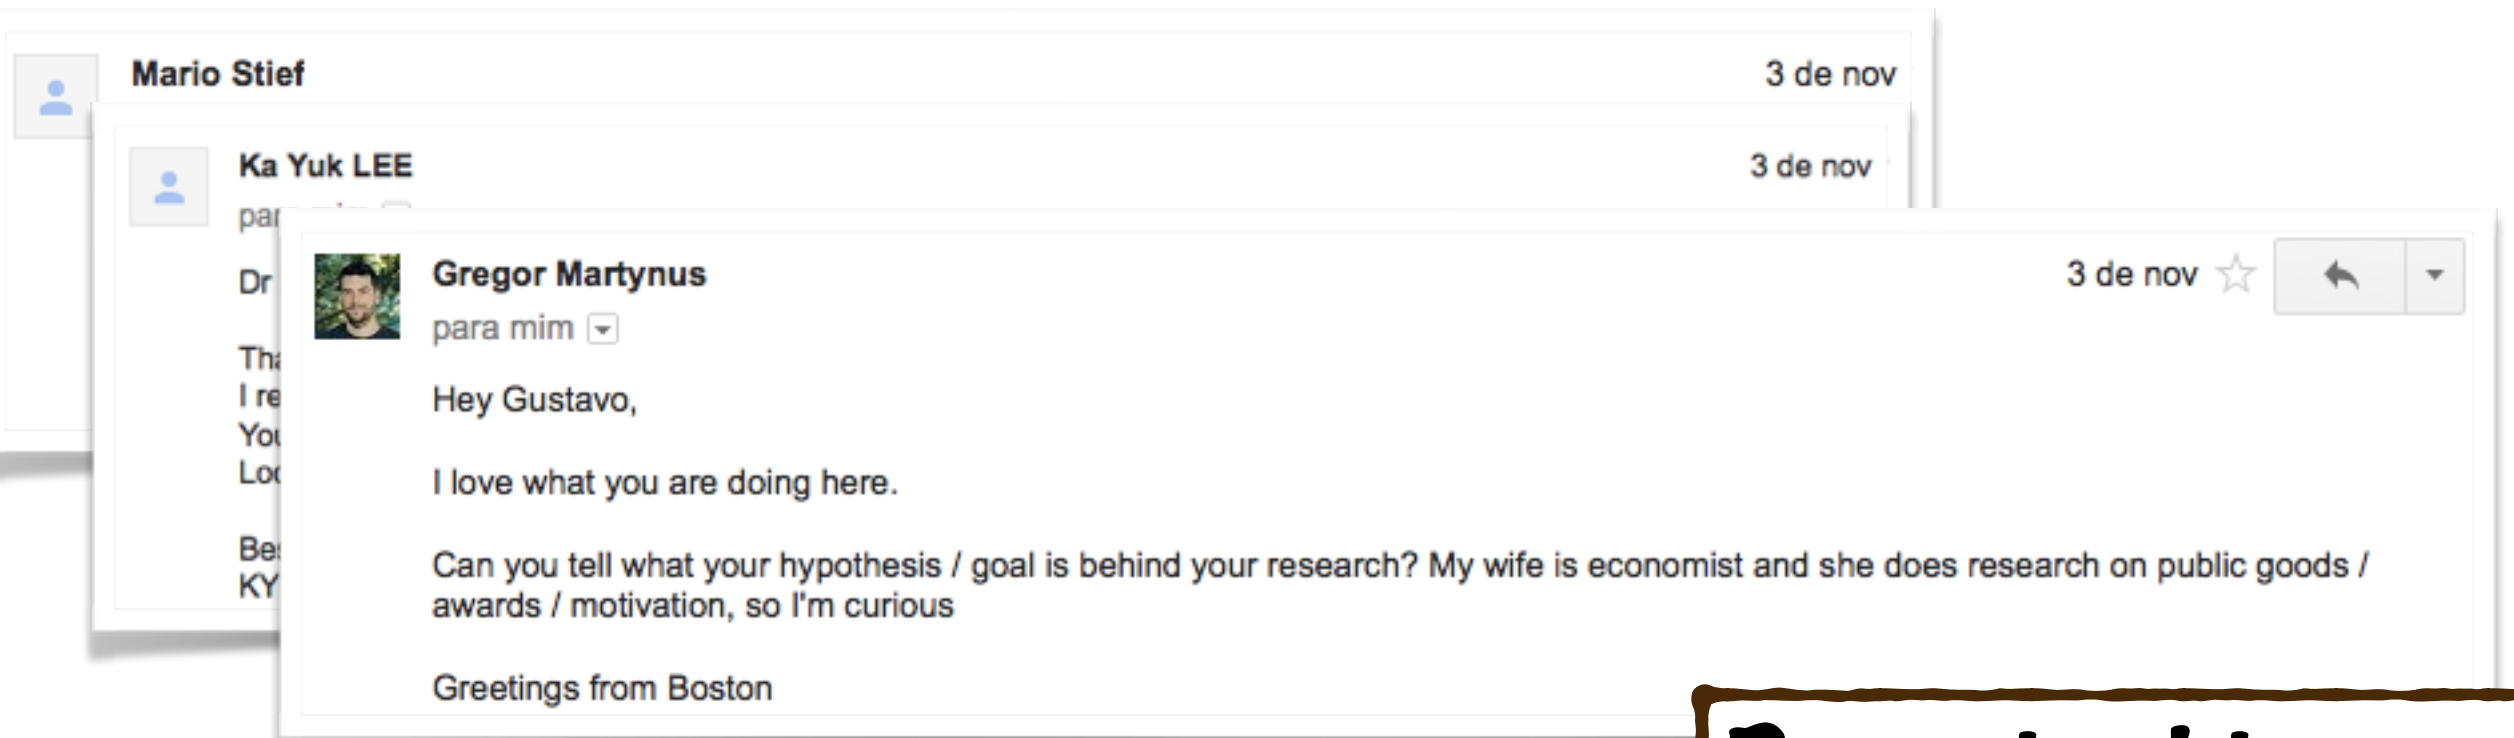 Mario Stief 3 de nov
Ka Yuk LEE 3 de nov
Dr
KY
Gregor Martynus 3 de nov
para mim
Hey Gustavo,
I love what you are doing here.
Can you tell what your hypothesis / goal is behind your research? My wife is economist and she does research on public goods /
awards / motivation, so I'm curious
Greetings from Boston